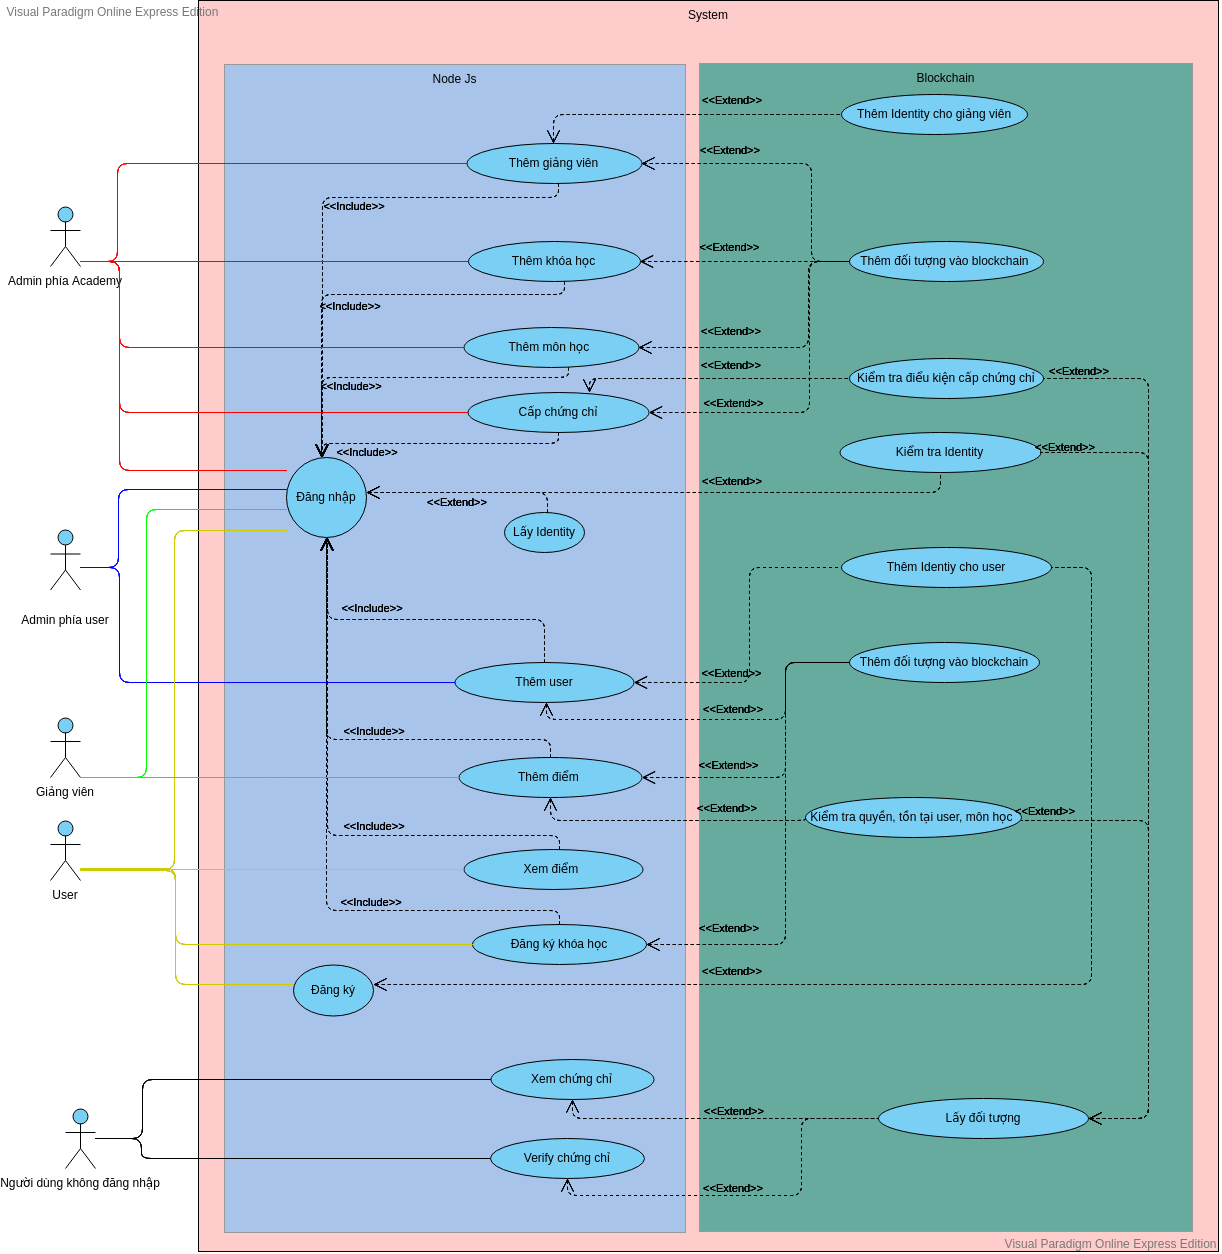 Visual Paradigm Online Express Edition
System
Node Js
Blockchain
<<Extend>>
Thêm Identity cho giảng viên
<<Extend>>
Thêm giảng viên
<<Include>>
<<Extend>>
Thêm khóa học
Thêm đối tượng vào blockchain
Admin phía Academy
<<Include>>
<<Extend>>
Thêm môn học
<<Extend>>
<<Extend>>
Kiểm tra điều kiện cấp chứng chỉ
<<Include>>
<<Extend>>
Cấp chứng chỉ
<<Extend>>
<<Include>>
Kiểm tra Identity
<<Extend>>
Đăng nhập
<<Extend>>
Lấy Identity
Thêm Identiy cho user
Admin phía user
<<Include>>
Thêm đối tượng vào blockchain
<<Extend>>
Thêm user
<<Extend>>
<<Include>>
<<Extend>>
Thêm điểm
Giảng viên
<<Extend>>
<<Extend>>
Kiểm tra quyền, tồn tại user, môn học
<<Include>>
Xem điểm
User
<<Include>>
<<Extend>>
Đăng ký khóa học
<<Extend>>
Đăng ký
Xem chứng chỉ
<<Extend>>
Lấy đối tượng
Verify chứng chỉ
Người dùng không đăng nhập
<<Extend>>
Visual Paradigm Online Express Edition